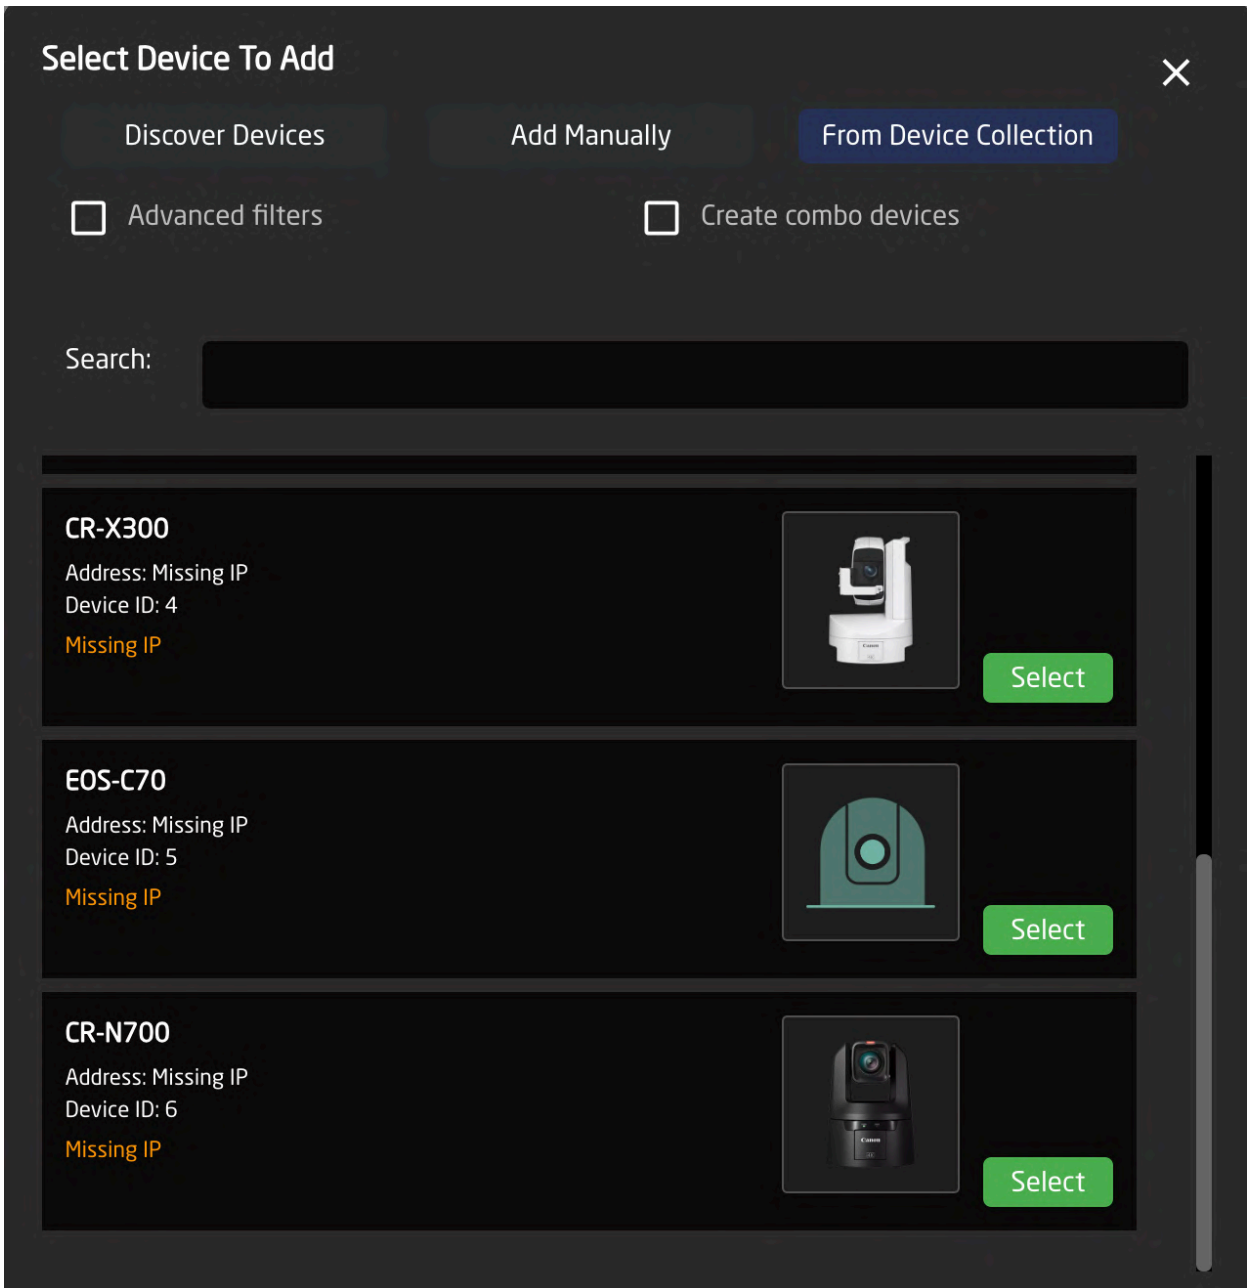 Select Device To Add
Discover Devices
Add Manually
From Device Collection
Advanced filters
Create combo devices
Search:
CR-X300
Address: Missing IP
Device ID: 4
Missing IP
Canon
Select
EOS-C70
Address: Missing IP
Device ID: 5
Missing IP
Select
CR-N700
Address: Missing IP
Device ID: 6
Missing IP
Canon
Select